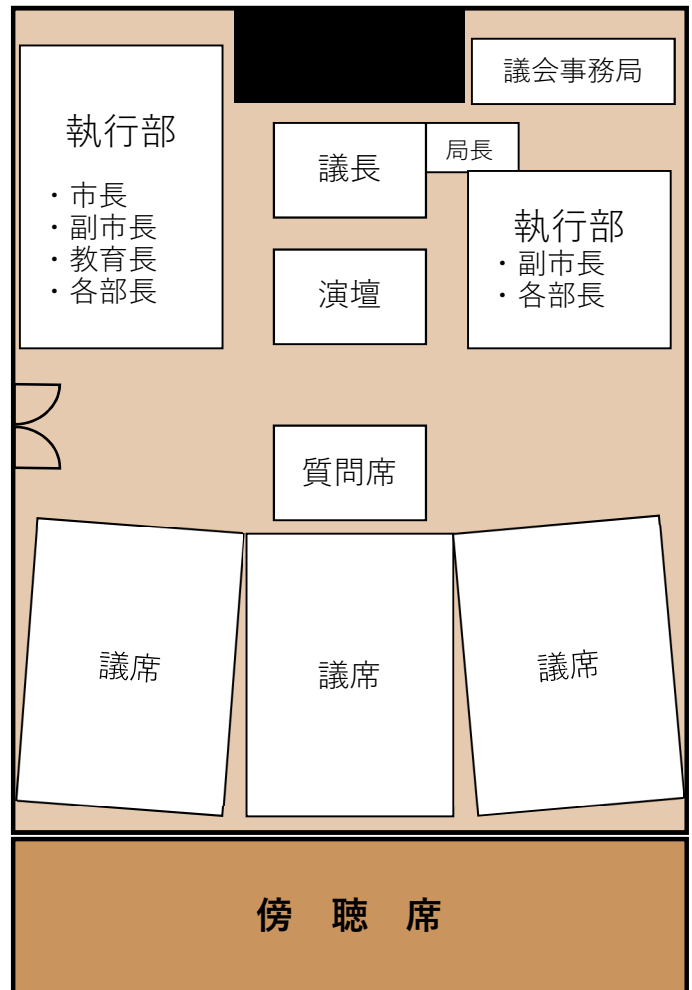 議会事務局
執行部
・市長
・副市長
・教育長
・各部長
議長
局長
執行部
・副市長
・各部長
演壇
質問席
議席
議席
議席
傍 聴 席